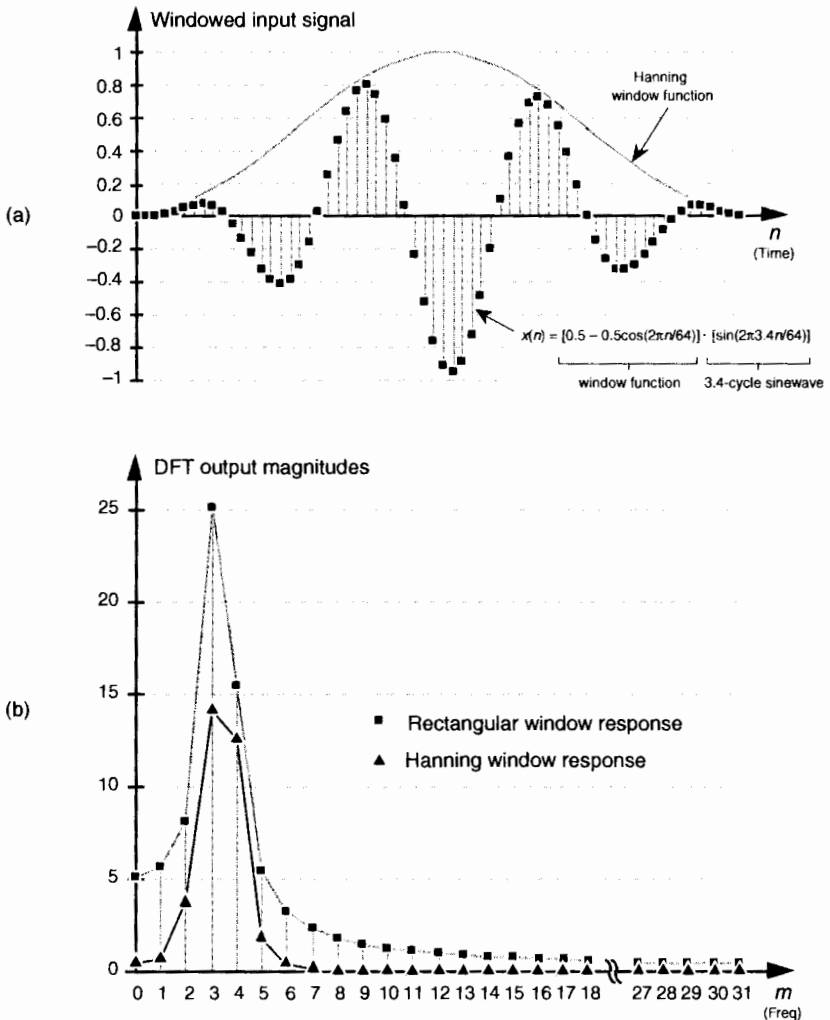 Windowed input signal
1
0.8
0.6
0.4
0.2
0
−0.2
−0.4
−0.6
−0.8
−1
(a)
Hanning
window function
n
(Time)
x(n) = [0.5 − 0.5cos(2πn/64)] · [sin(2π3.4n/64)]
window function 3.4-cycle sinewave
DFT output magnitudes
25
20
15
10
5
0
(b)
Rectangular window response
Hanning window response
0 1 2 3 4 5 6 7 8 9 10 11 12 13 14 15 16 17 18 27 28 29 30 31 m
(Freq)